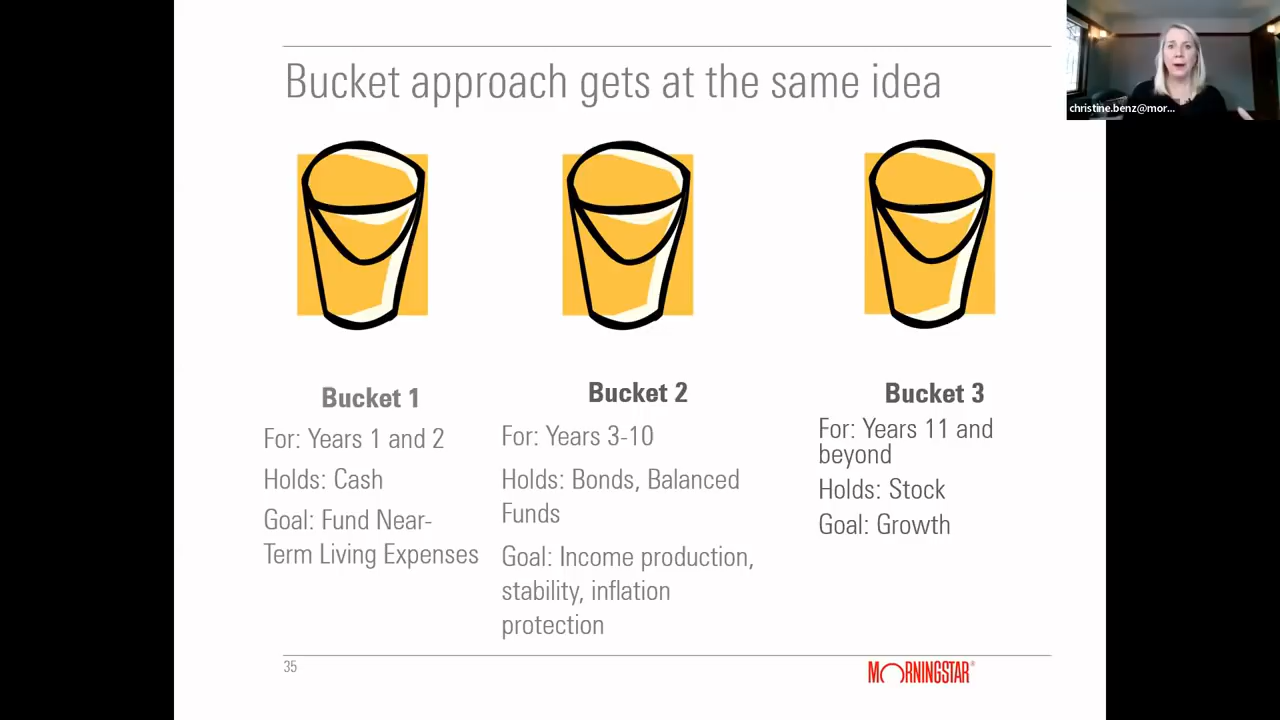 christine.benz@mor...
Bucket approach gets at the same idea
Bucket 1
For: Years 1 and 2
Holds: Cash
Goal: Fund Near-
Term Living Expenses
Bucket 2
For: Years 3-10
Holds: Bonds, Balanced
Funds
Goal: Income production,
stability, inflation
protection
Bucket 3
For: Years 11 and
beyond
Holds: Stock
Goal: Growth
35
MORNINGSTAR®